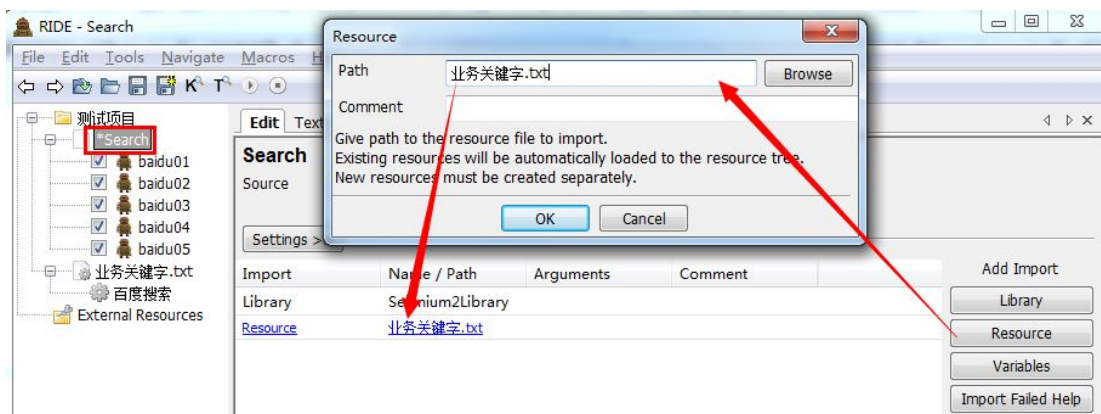 RIDE - Search
File Edit Tools Navigate Macros H
测试项目
*Search
baidu01
baidu02
baidu03
baidu04
baidu05
业务关键字.txt
百度搜索
External Resources
Edit Text
Search
Source
Settings >
Import Name / Path Arguments Comment
Library Selenium2Library
Resource 业务关键字.txt
Resource
Path 业务关键字.txt Browse
Comment
Give path to the resource file to import.
Existing resources will be automatically loaded to the resource tree.
New resources must be created separately.
OK Cancel
Add Import
Library
Resource
Variables
Import Failed Help